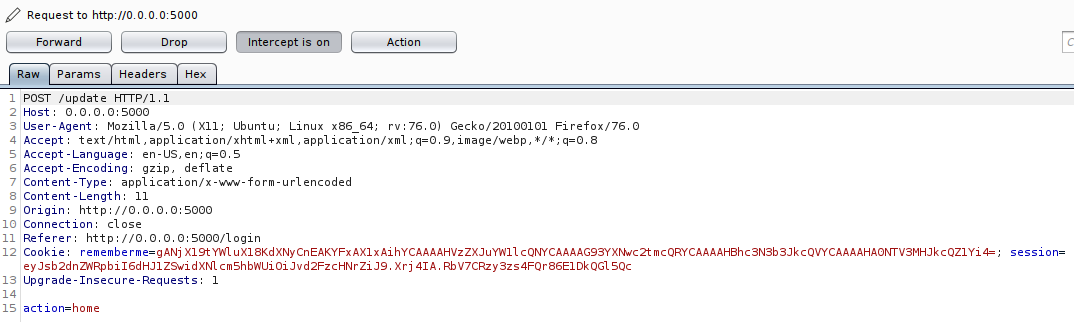 Request to http://0.0.0.0:5000
Forward Drop Intercept is on Action C
Raw Params Headers Hex
1 POST /update HTTP/1.1
2 Host: 0.0.0.0:5000
3 User-Agent: Mozilla/5.0 (X11; Ubuntu; Linux x86_64; rv:76.0) Gecko/20100101 Firefox/76.0
4 Accept: text/html,application/xhtml+xml,application/xml;q=0.9,image/webp,*/*;q=0.8
5 Accept-Language: en-US,en;q=0.5
6 Accept-Encoding: gzip, deflate
7 Content-Type: application/x-www-form-urlencoded
8 Content-Length: 11
9 Origin: http://0.0.0.0:5000
10 Connection: close
11 Referer: http://0.0.0.0:5000/login
12 Cookie: rememberme=gANjX19tYWluX18KdXNyCnEAKYFxAX1xAihYCAAAAHVzZXJuYW1lcQNYCAAAAG93YXNwc2tmcQRYCAAAAHBhc3N3b3JkcQVYCAAAAHAONTV3MHJkcQZ1Yi4=; session=
eyJsb2dnZWRpbiI6dHJ1ZSwidXNlcm5hbWUiOiJvd2FzcHNrZiJ9.Xrj4IA.RbV7CRzy3zs4FQr86E1DkQGl5Qc
13 Upgrade-Insecure-Requests: 1
14
15 action=home